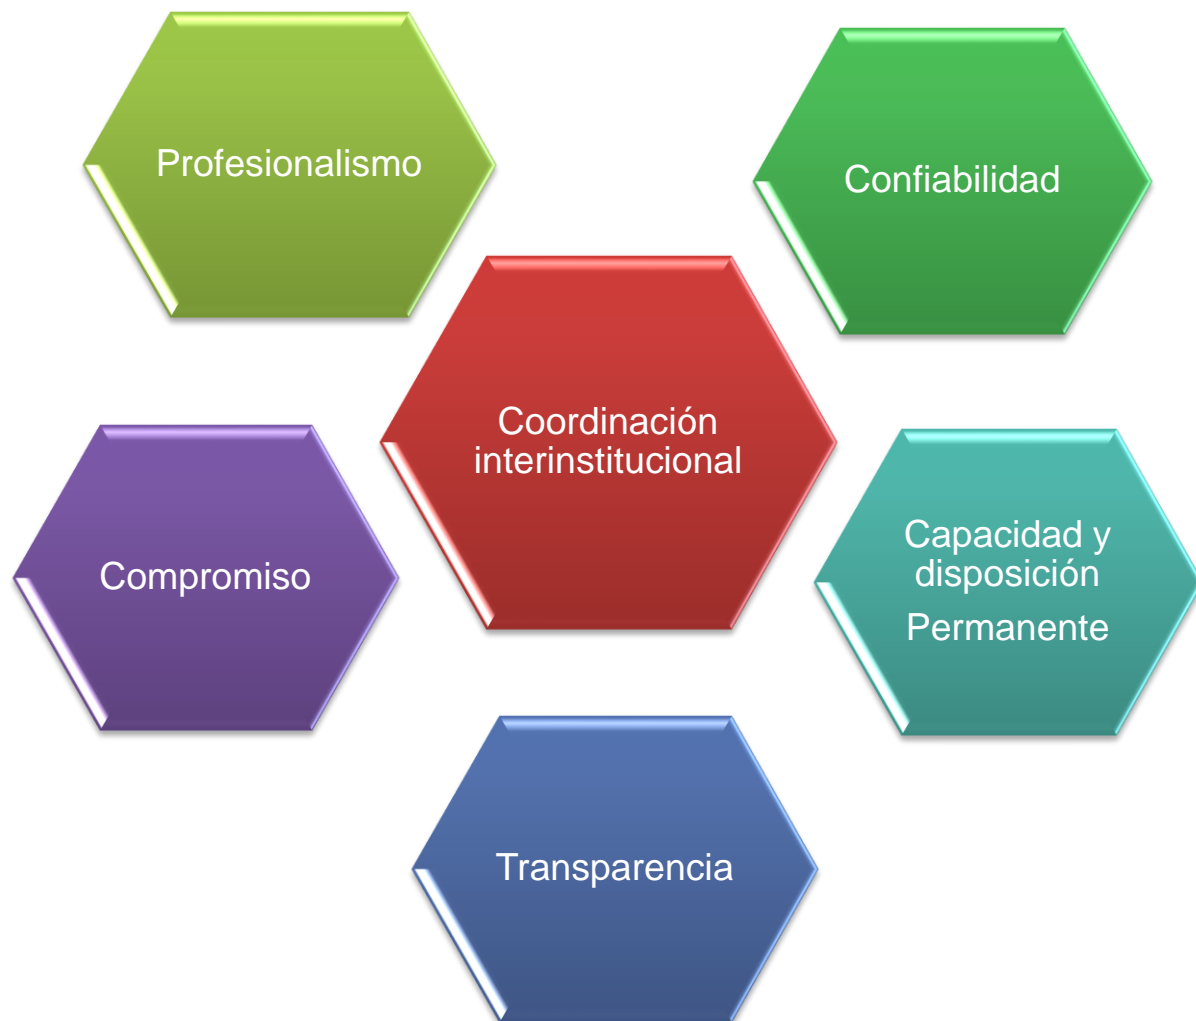 Profesionalismo
Confiabilidad
Coordinación
interinstitucional
Compromiso
Capacidad y
disposición
Permanente
Transparencia